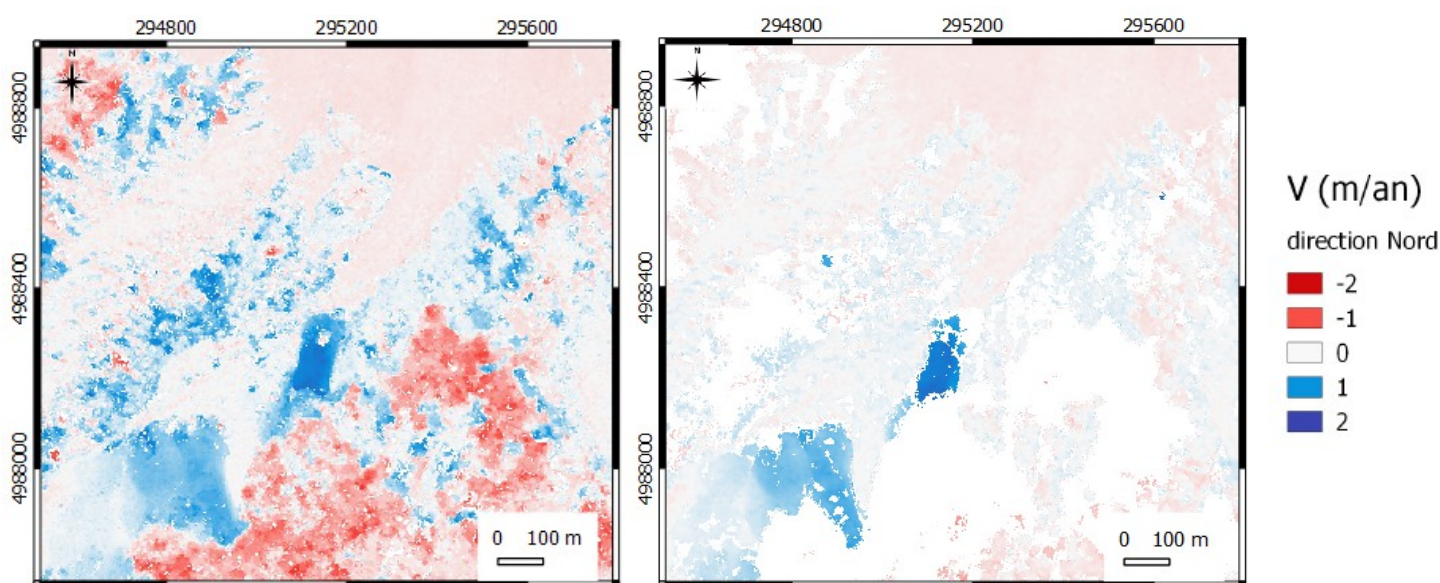 294800 295200 295600 294800 295200 295600
N N
4988800 4988800
4988400 4988400
4988000 4988000
0 100 m 0 100 m
V (m/an)
direction Nord
-2
-1
0
1
2